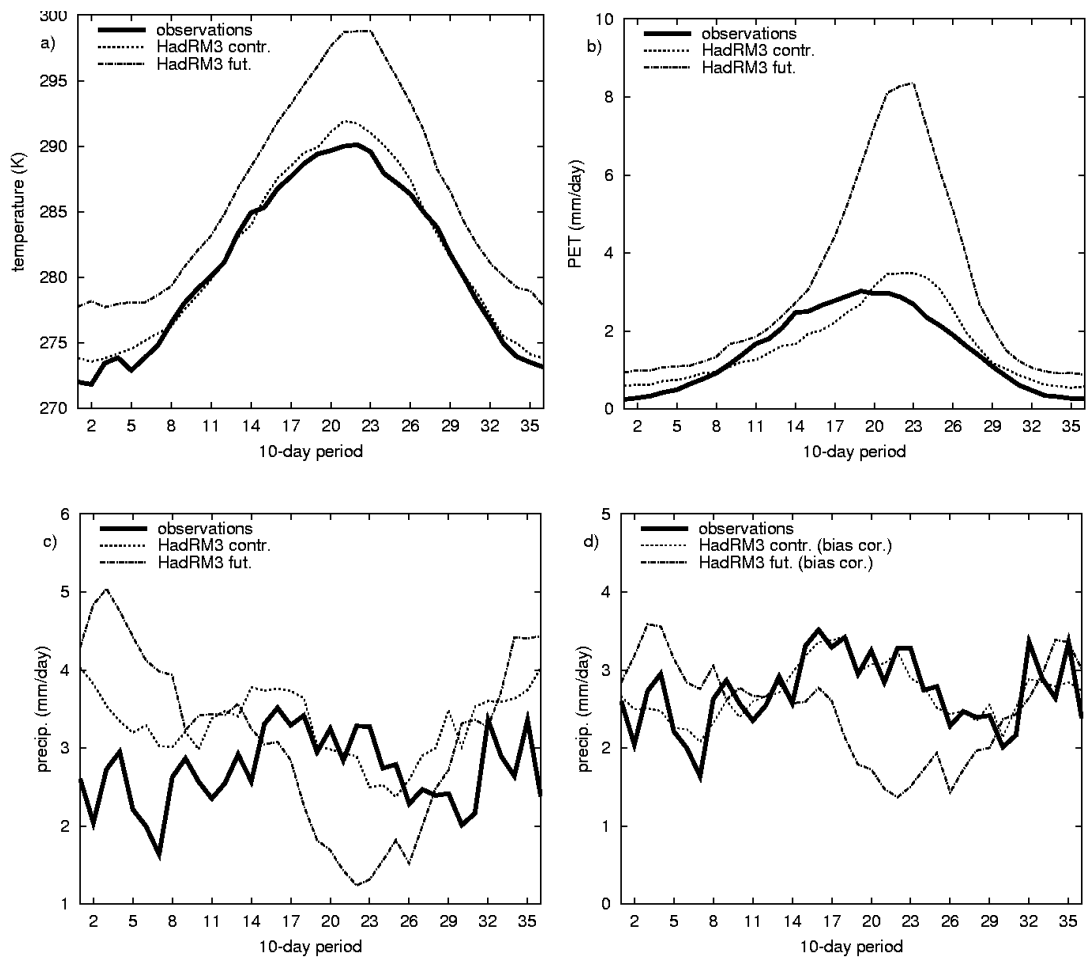 a)
observations
HadRM3 contr.
HadRM3 fut.
300
295
290
285
280
275
270
temperature (K)
2 5 8 11 14 17 20 23 26 29 32 35
10-day period
b)
observations
HadRM3 contr.
HadRM3 fut.
10
8
6
4
2
0
PET (mm/day)
2 5 8 11 14 17 20 23 26 29 32 35
10-day period
c)
observations
HadRM3 contr.
HadRM3 fut.
6
5
4
3
2
1
precip. (mm/day)
2 5 8 11 14 17 20 23 26 29 32 35
10-day period
d)
observations
HadRM3 contr. (bias cor.)
HadRM3 fut. (bias cor.)
5
4
3
2
1
0
precip. (mm/day)
2 5 8 11 14 17 20 23 26 29 32 35
10-day period